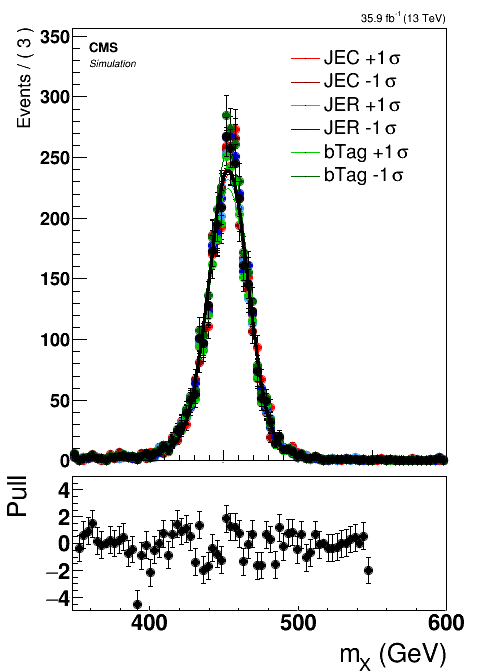 35.9 fb⁻¹ (13 TeV)
Events / ( 3 )
350
300
250
200
150
100
50
0
CMS
Simulation
JEC +1σ
JEC -1σ
JER +1σ
JER -1σ
bTag +1σ
bTag -1σ
Pull
4
2
0
−2
−4
400
500
600
m_X (GeV)